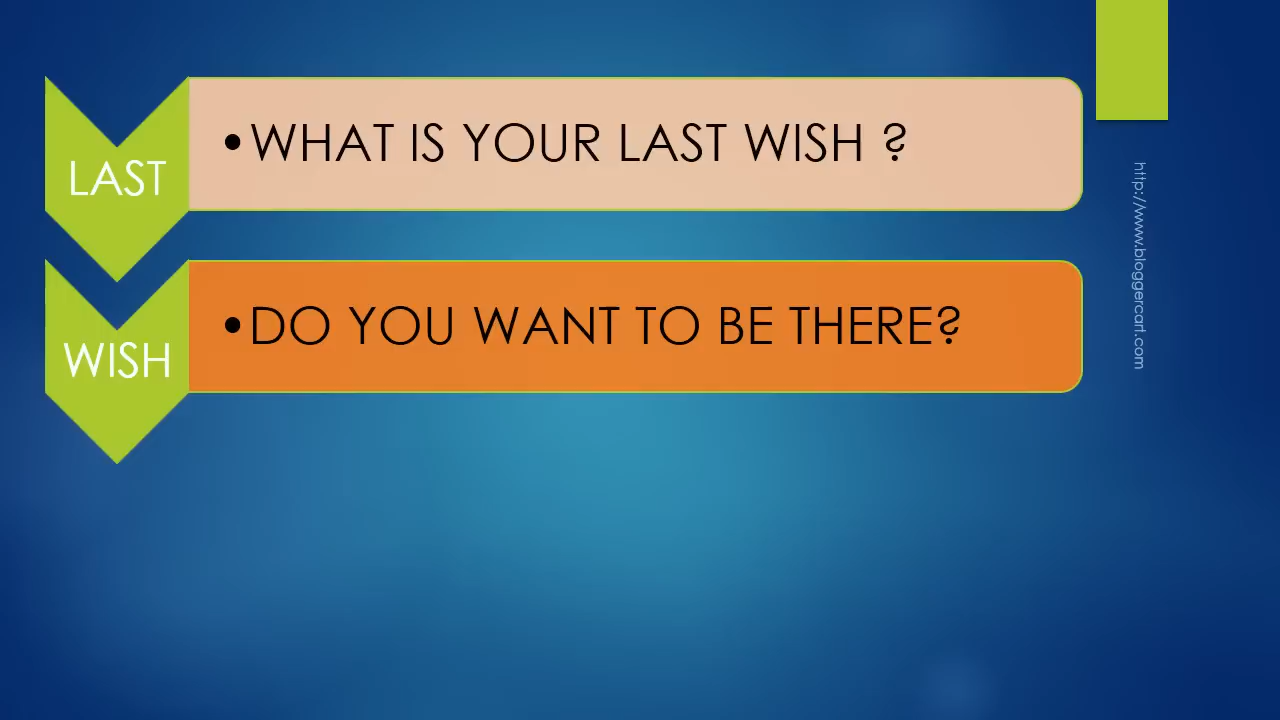 LAST
•WHAT IS YOUR LAST WISH ?
WISH
•DO YOU WANT TO BE THERE?
http://www.bloggercart.com